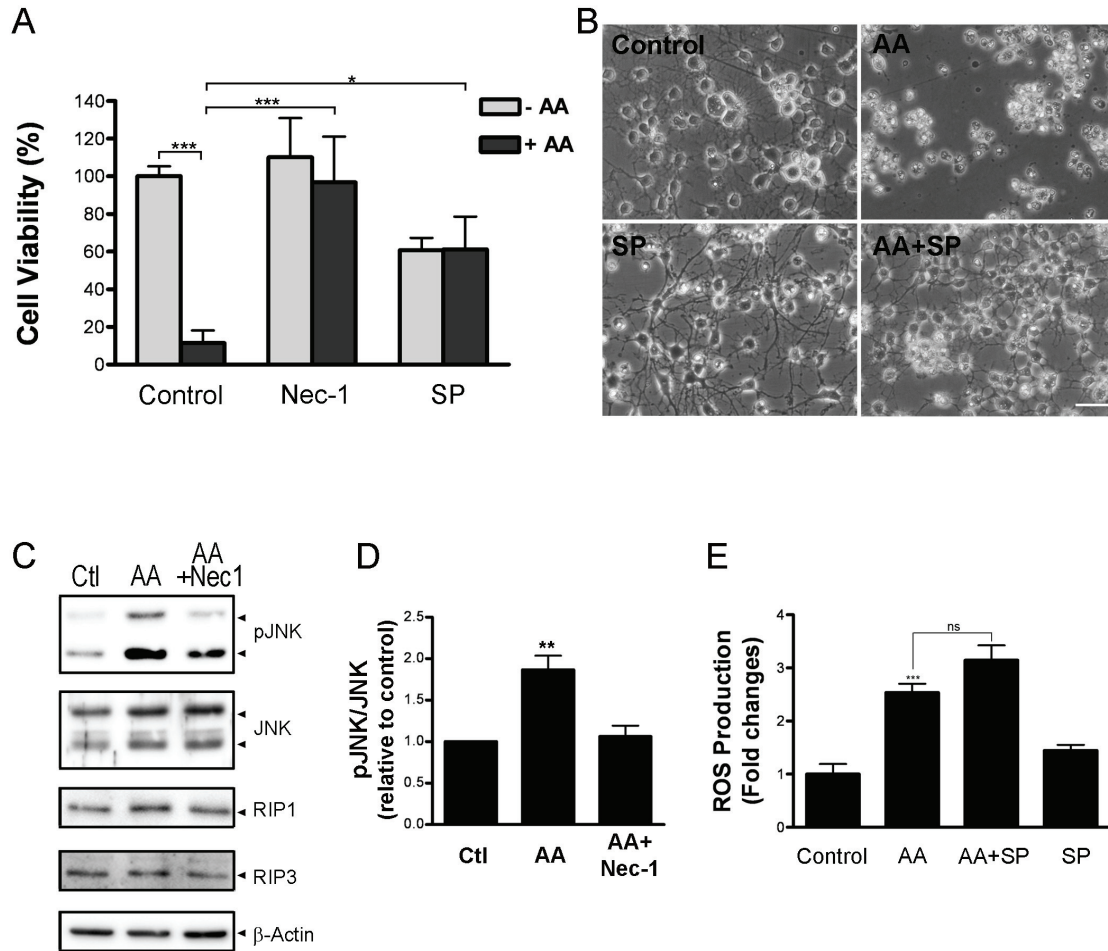 A
Cell Viability (%)
140
120
100
80
60
40
20
0
***
***
*
- AA
+ AA
Control Nec-1 SP
B
Control AA
SP AA+SP
C
Ctl AA AA
+Nec1
pJNK
JNK
RIP1
RIP3
β-Actin
D
pJNK/JNK
(relative to control)
2.5
2.0
1.5
1.0
0.5
0.0
**
Ctl AA AA+
Nec-1
E
ROS Production
(Fold changes)
4
3
2
1
0
***
ns
Control AA AA+SP SP